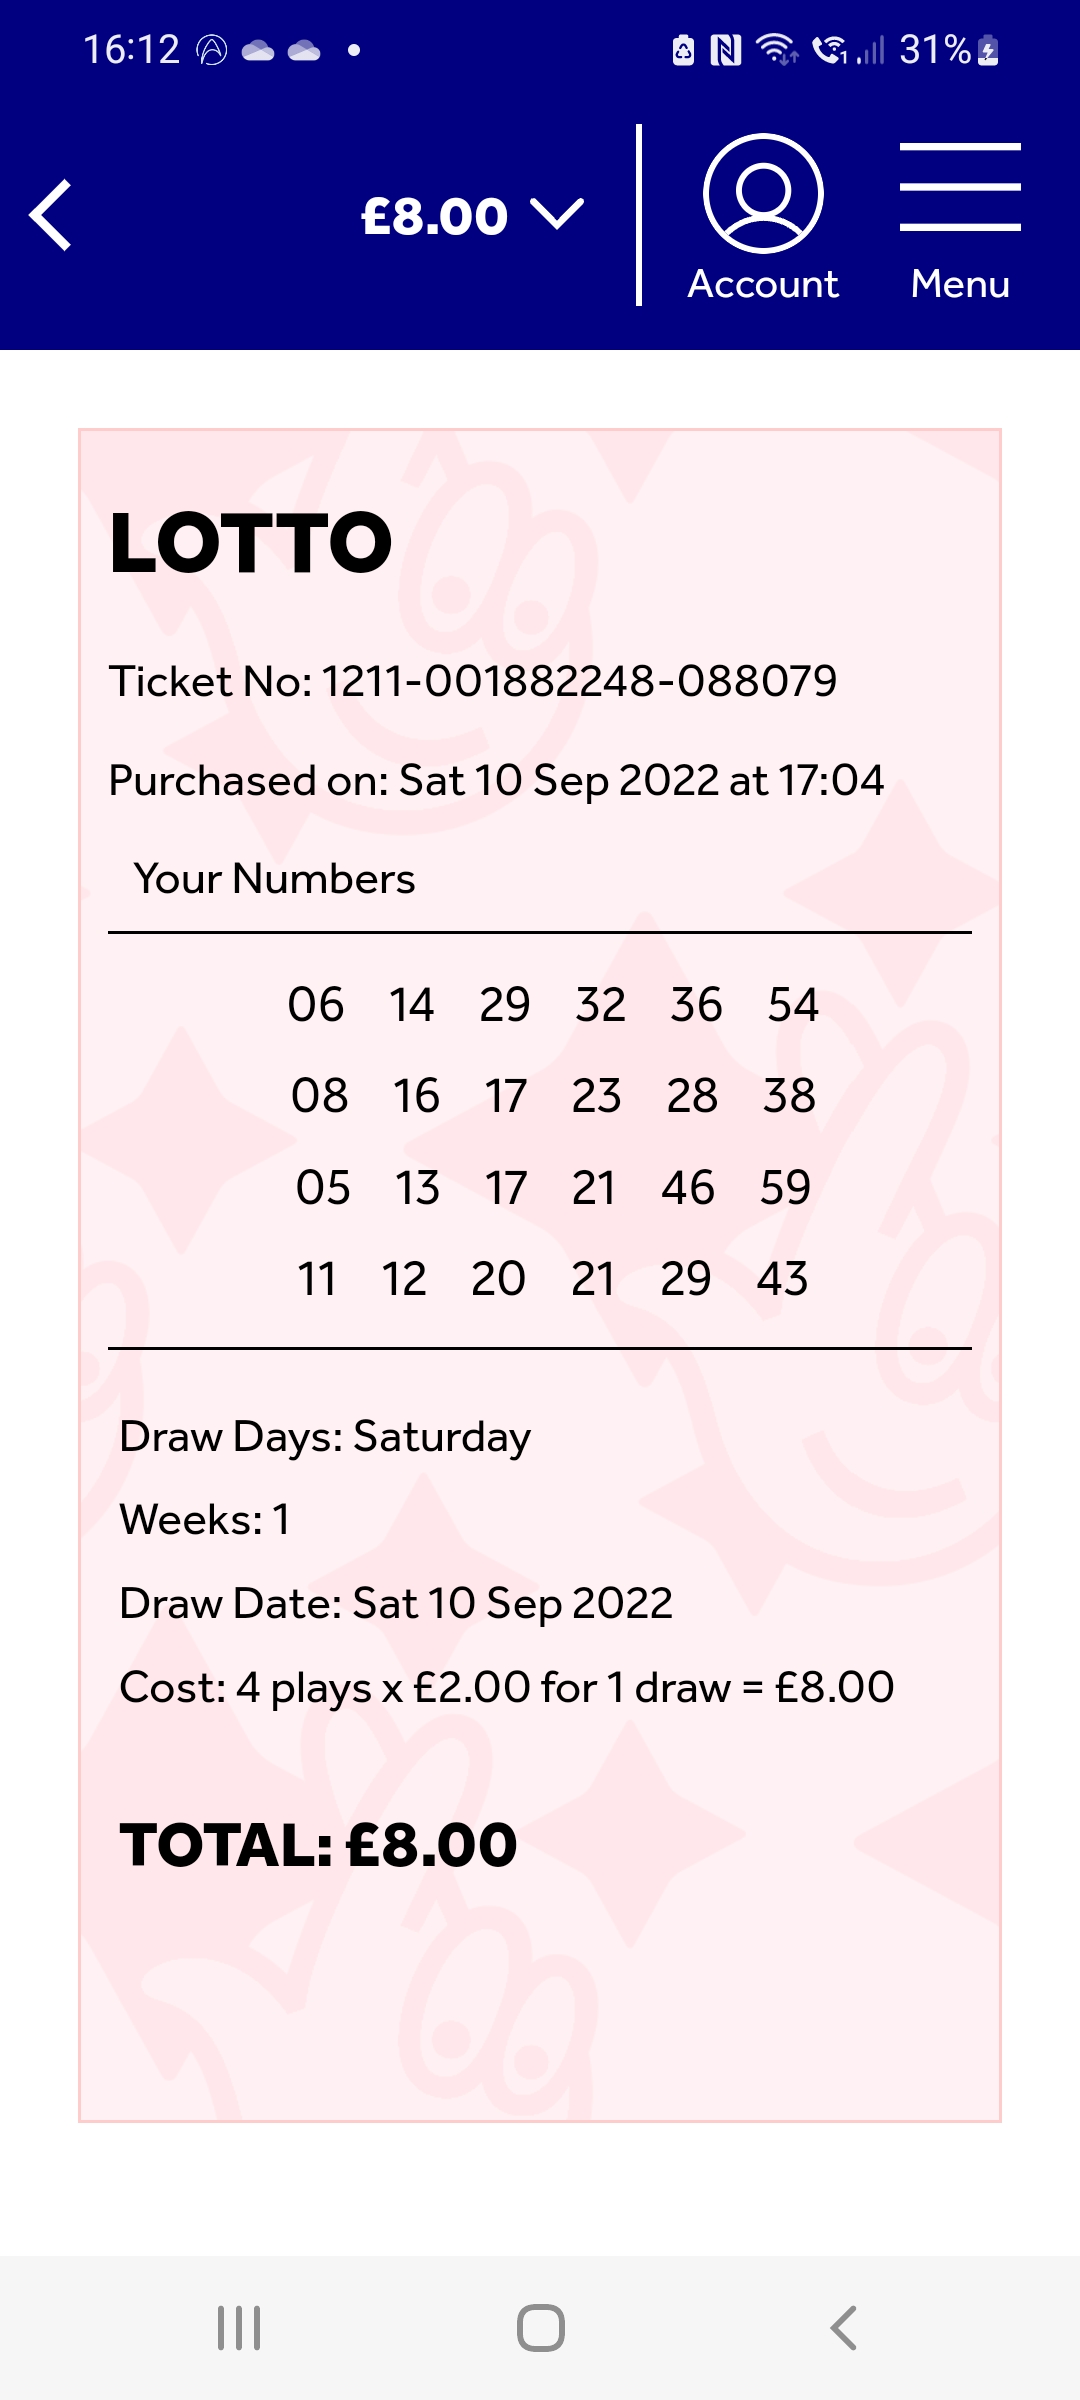 16:12
1 31%
£8.00
Account Menu
LOTTO
Ticket No: 1211-001882248-088079
Purchased on: Sat 10 Sep 2022 at 17:04
Your Numbers
06 14 29 32 36 54
08 16 17 23 28 38
05 13 17 21 46 59
11 12 20 21 29 43
Draw Days: Saturday
Weeks: 1
Draw Date: Sat 10 Sep 2022
Cost: 4 plays x £2.00 for 1 draw = £8.00
TOTAL: £8.00